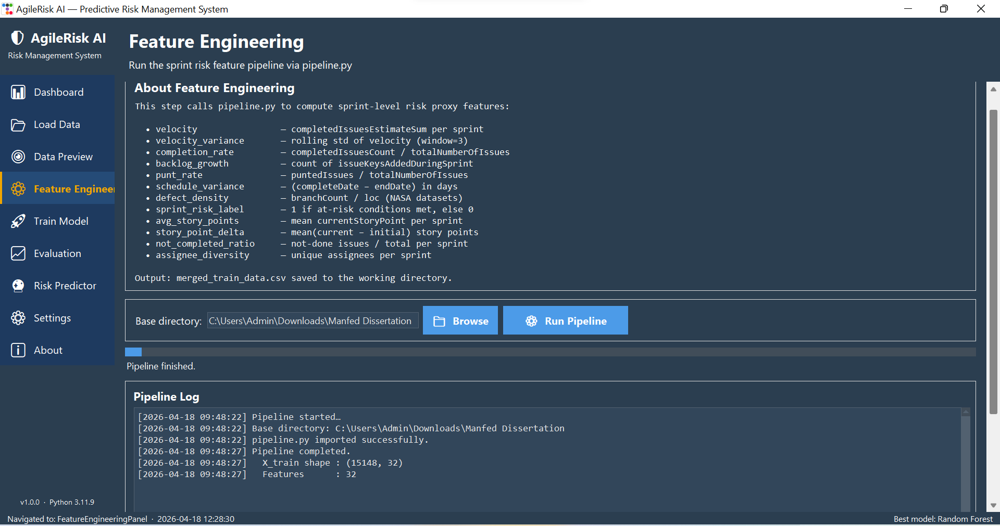 AgileRisk AI — Predictive Risk Management System
AgileRisk AI
Risk Management System
Dashboard
Load Data
Data Preview
Feature Engineer
Train Model
Evaluation
Risk Predictor
Settings
About
v1.0.0 · Python 3.11.9
Feature Engineering
Run the sprint risk feature pipeline via pipeline.py
About Feature Engineering
This step calls pipeline.py to compute sprint-level risk proxy features:
• velocity — completedIssuesEstimateSum per sprint
• velocity_variance — rolling std of velocity (window=3)
• completion_rate — completedIssuesCount / totalNumberOfIssues
• backlog_growth — count of issueKeysAddedDuringSprint
• punt_rate — puntedIssues / totalNumberOfIssues
• schedule_variance — (completeDate – endDate) in days
• defect_density — branchCount / loc (NASA datasets)
• sprint_risk_label — 1 if at-risk conditions met, else 0
• avg_story_points — mean currentStoryPoint per sprint
• story_point_delta — mean(current – initial) story points
• not_completed_ratio — not-done issues / total per sprint
• assignee_diversity — unique assignees per sprint
Output: merged_train_data.csv saved to the working directory.
Base directory: C:\Users\Admin\Downloads\Manfed Dissertation Browse Run Pipeline
Pipeline finished.
Pipeline Log
[2026-04-18 09:48:22] Pipeline started…
[2026-04-18 09:48:22] Base directory: C:\Users\Admin\Downloads\Manfed Dissertation
[2026-04-18 09:48:22] pipeline.py imported successfully.
[2026-04-18 09:48:27] Pipeline completed.
[2026-04-18 09:48:27] X_train shape : (15148, 32)
[2026-04-18 09:48:27] Features : 32
Navigated to: FeatureEngineeringPanel · 2026-04-18 12:28:30
Best model: Random Forest